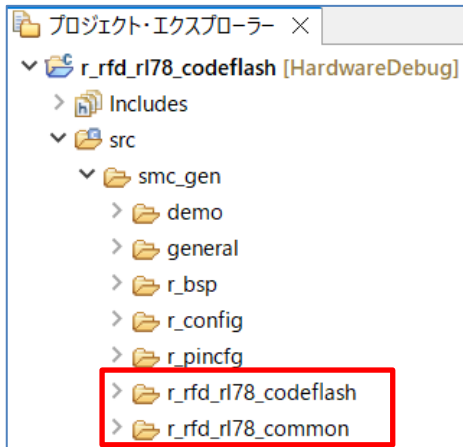 プロジェクト・エクスプローラー
r_rfd_rl78_codeflash [HardwareDebug]
Includes
src
smc_gen
demo
general
r_bsp
r_config
r_pincfg
r_rfd_rl78_codeflash
r_rfd_rl78_common